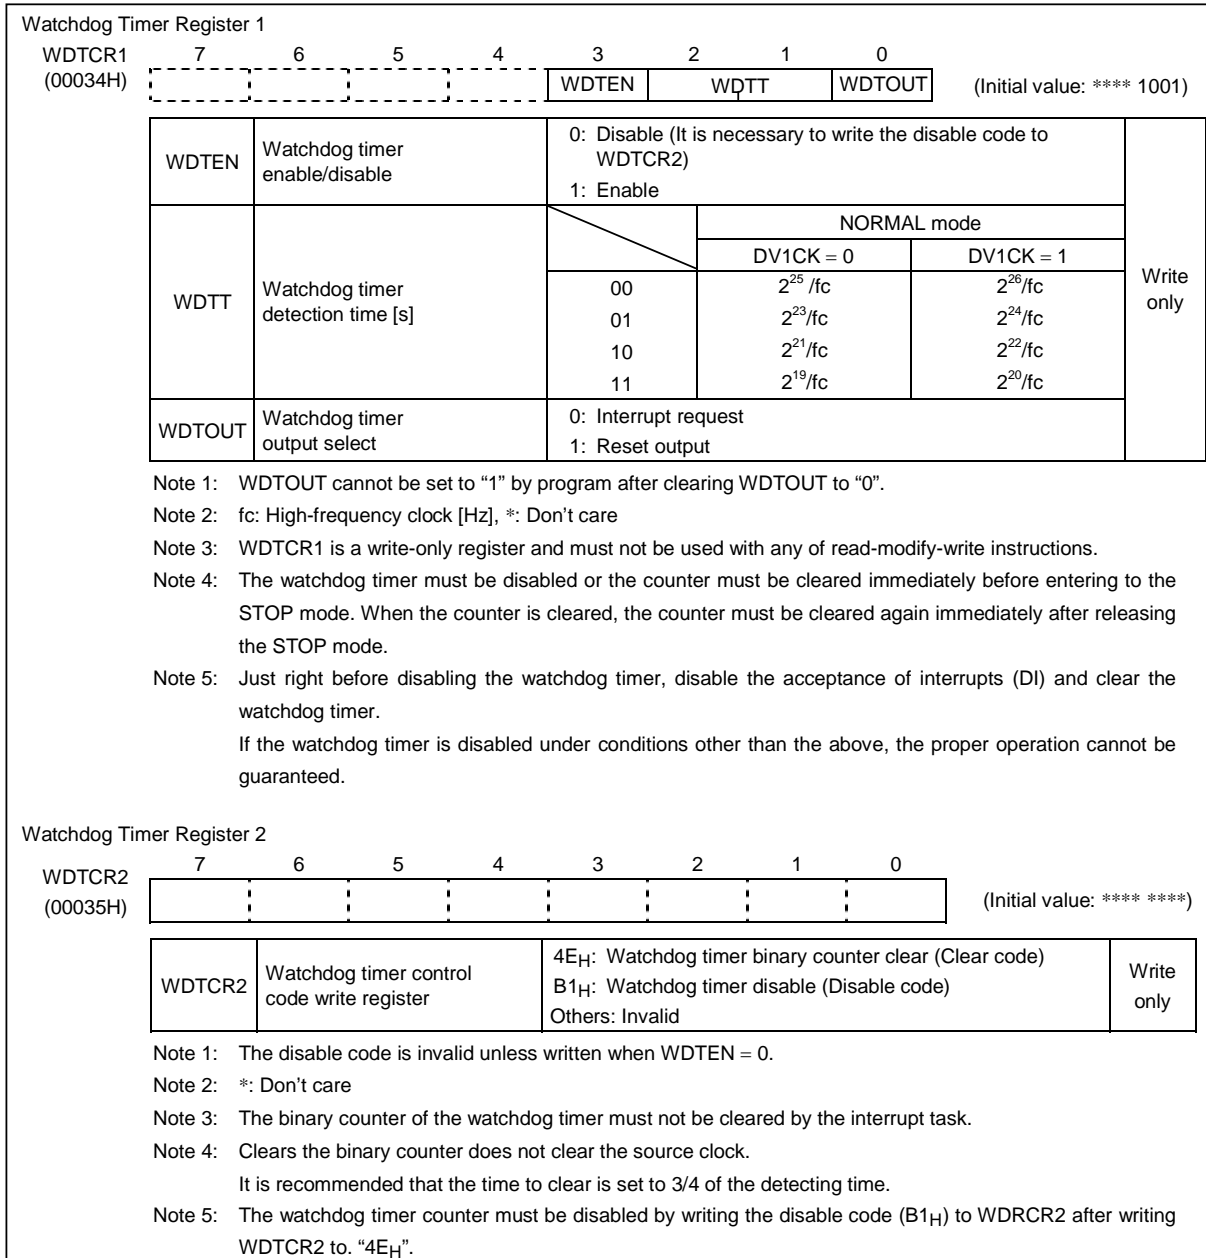 Watchdog Timer Register 1
WDTCR1 7 6 5 4 3 2 1 0
(00034H) WDTEN WDTT WDTOUT (Initial value: **** 1001)
WDTEN Watchdog timer enable/disable 0: Disable (It is necessary to write the disable code to
WDTCR2)
1: Enable
Write only
WDTT Watchdog timer detection time [s] NORMAL mode
DV1CK = 0 DV1CK = 1
00 2^25 /fc 2^26/fc
01 2^23/fc 2^24/fc
10 2^21/fc 2^22/fc
11 2^19/fc 2^20/fc
WDTOUT Watchdog timer output select 0: Interrupt request
1: Reset output
Note 1: WDTOUT cannot be set to “1” by program after clearing WDTOUT to “0”.
Note 2: fc: High-frequency clock [Hz], *: Don’t care
Note 3: WDTCR1 is a write-only register and must not be used with any of read-modify-write instructions.
Note 4: The watchdog timer must be disabled or the counter must be cleared immediately before entering to the
STOP mode. When the counter is cleared, the counter must be cleared again immediately after releasing
the STOP mode.
Note 5: Just right before disabling the watchdog timer, disable the acceptance of interrupts (DI) and clear the
watchdog timer.
If the watchdog timer is disabled under conditions other than the above, the proper operation cannot be
guaranteed.
Watchdog Timer Register 2
WDTCR2 7 6 5 4 3 2 1 0
(00035H) (Initial value: **** ****)
WDTCR2 Watchdog timer control code write register 4EH: Watchdog timer binary counter clear (Clear code)
B1H: Watchdog timer disable (Disable code)
Others: Invalid
Write only
Note 1: The disable code is invalid unless written when WDTEN = 0.
Note 2: *: Don’t care
Note 3: The binary counter of the watchdog timer must not be cleared by the interrupt task.
Note 4: Clears the binary counter does not clear the source clock.
It is recommended that the time to clear is set to 3/4 of the detecting time.
Note 5: The watchdog timer counter must be disabled by writing the disable code (B1H) to WDRCR2 after writing
WDTCR2 to. “4EH”.